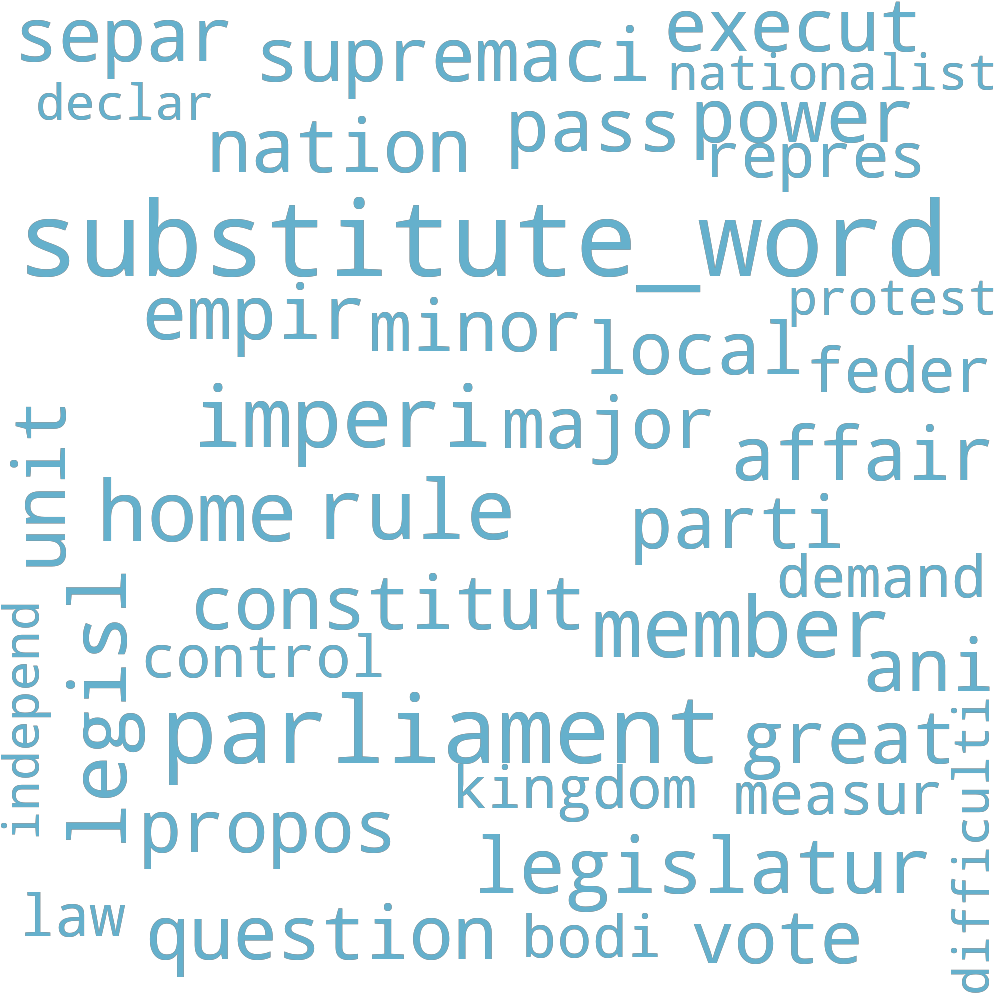 separ
supremaci
execut
nationalist
declar
nation
pass
power
repres
substitute_word
empir
minor
protest
local
feder
imperi
major
affair
unit
home
rule
parti
demand
constitut
member
control
ani
legisl
independ
parliament
great
difficulti
kingdom
measur
propos
legislatur
law
question
bodi
vote